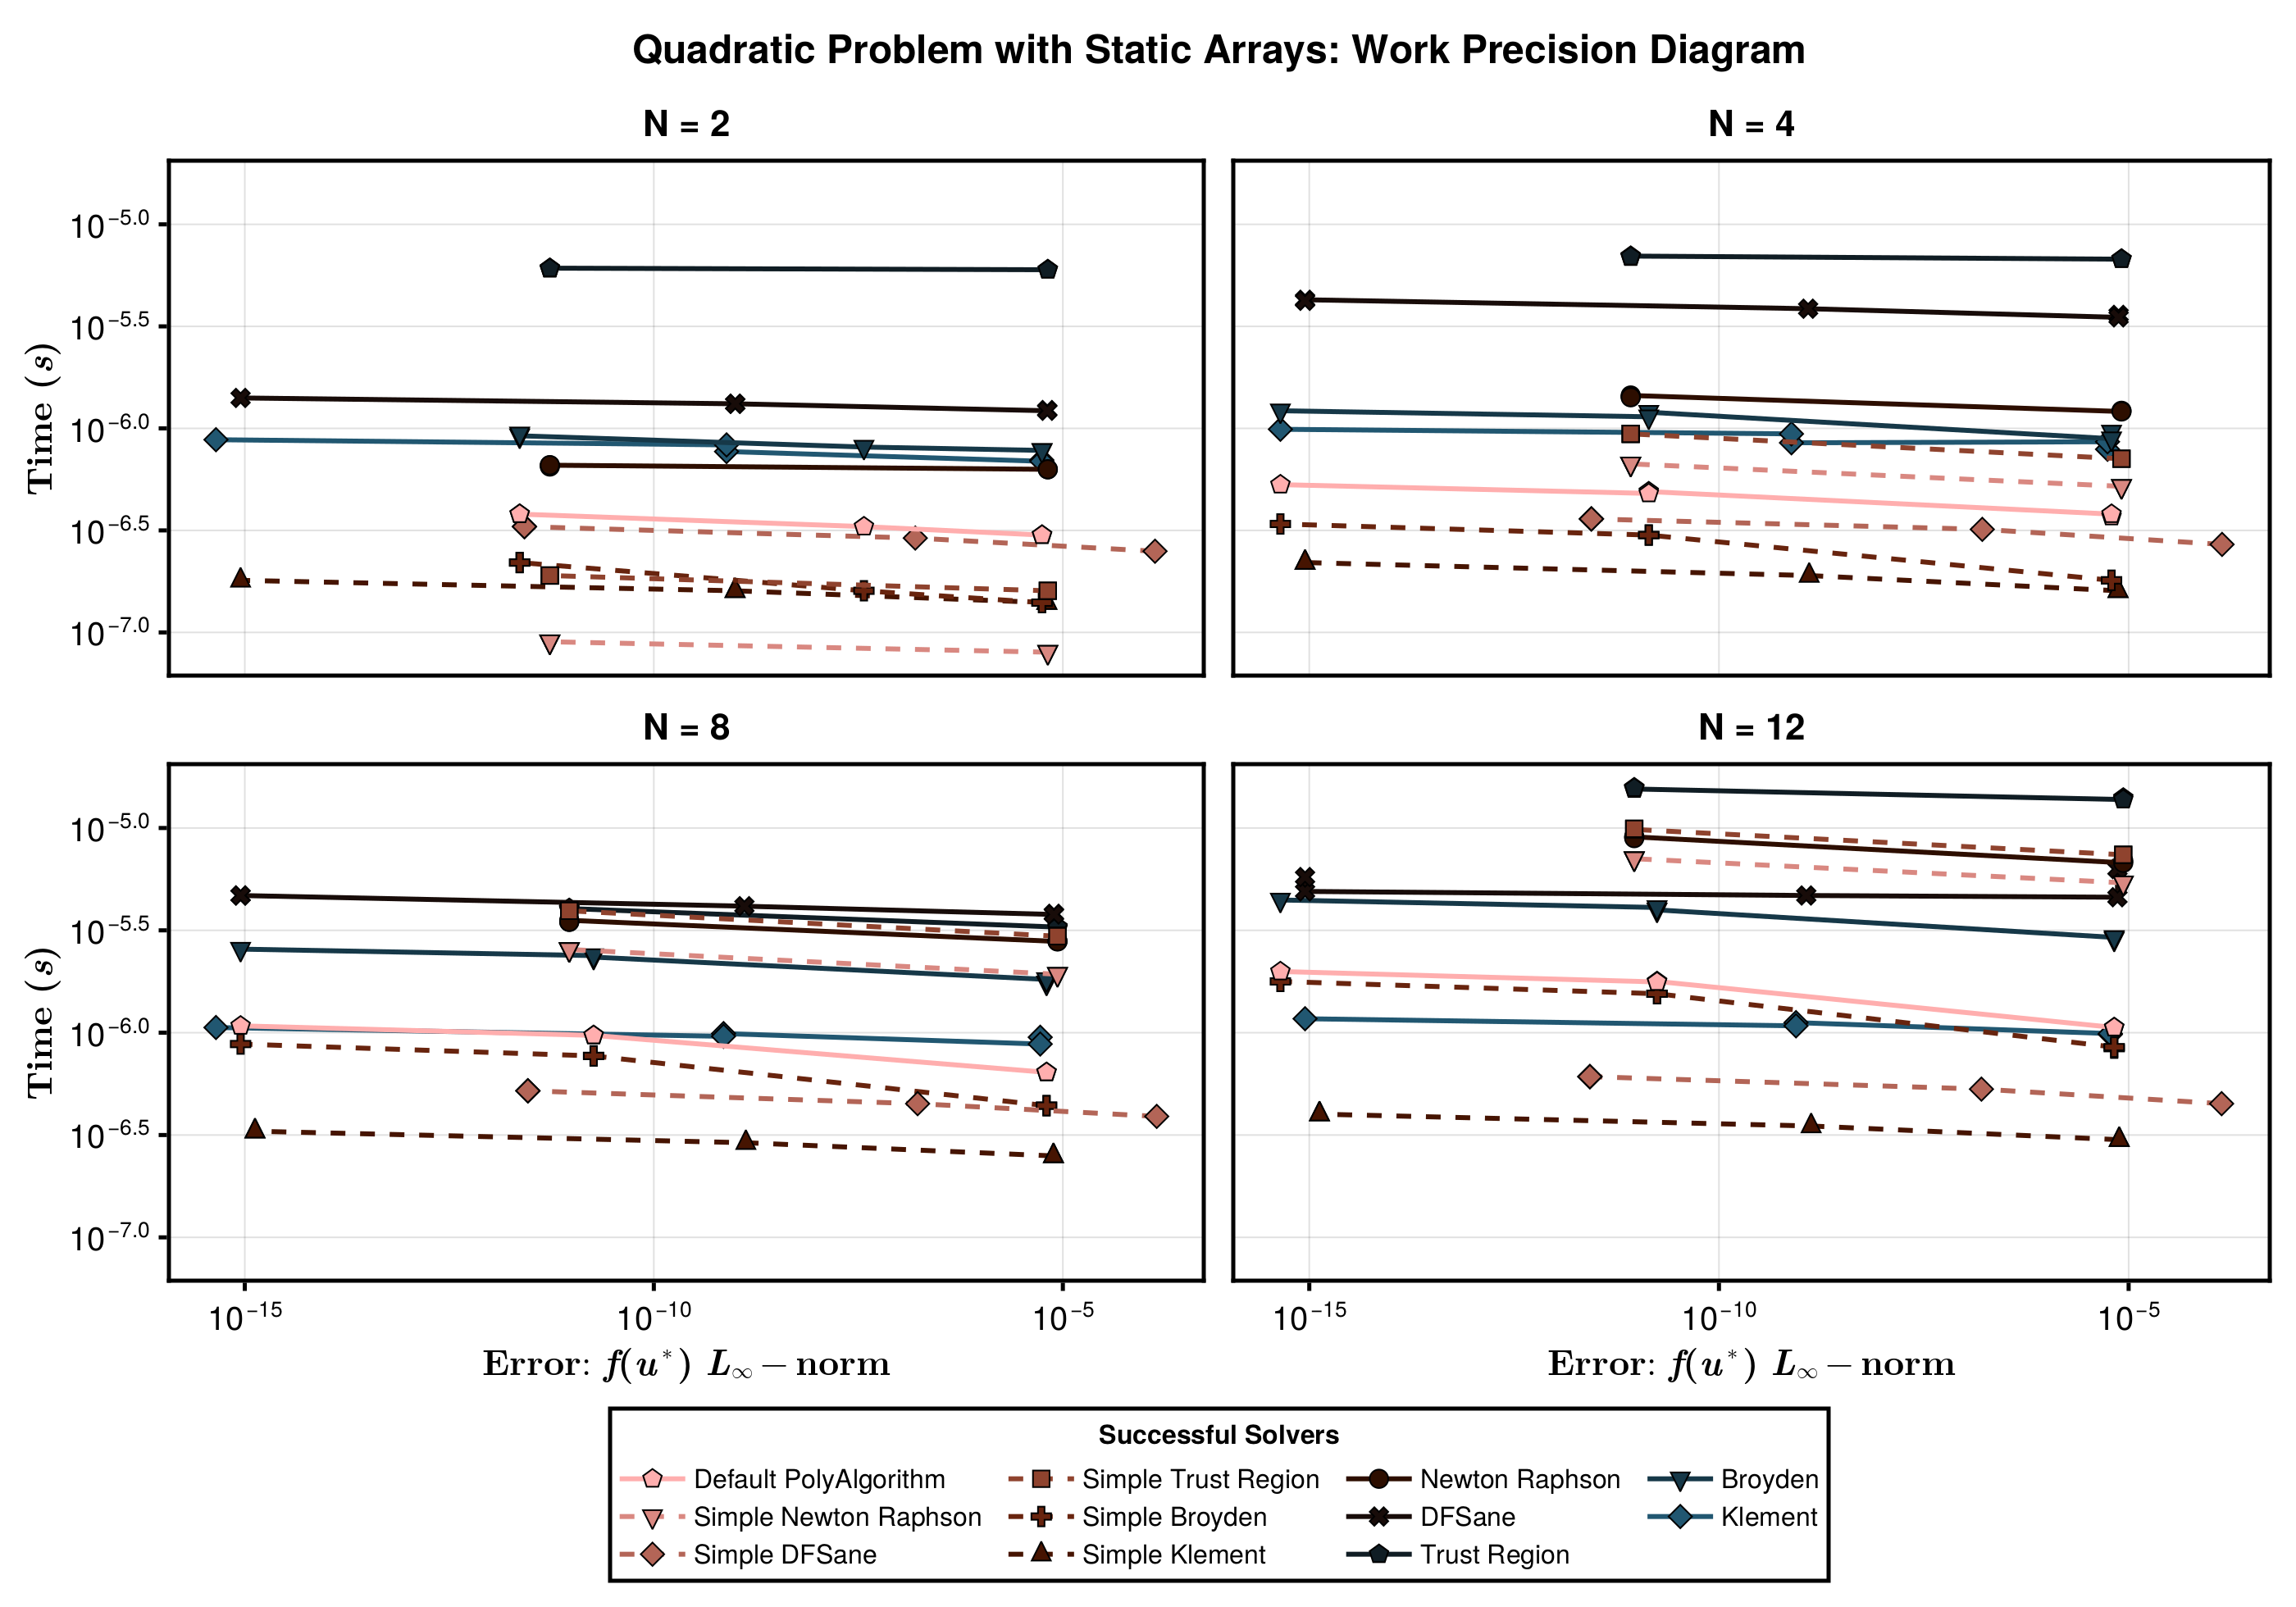 Quadratic Problem with Static Arrays: Work Precision Diagram
N = 2
N = 4
Time (s)
10^−5.0
10^−5.5
10^−6.0
10^−6.5
10^−7.0
N = 8
N = 12
Time (s)
10^−5.0
10^−5.5
10^−6.0
10^−6.5
10^−7.0
10^−15 10^−10 10^−5
10^−15 10^−10 10^−5
Error: f(u*) L∞ − norm
Error: f(u*) L∞ − norm
Successful Solvers
Default PolyAlgorithm Simple Trust Region Newton Raphson Broyden
Simple Newton Raphson Simple Broyden DFSane Klement
Simple DFSane Simple Klement Trust Region